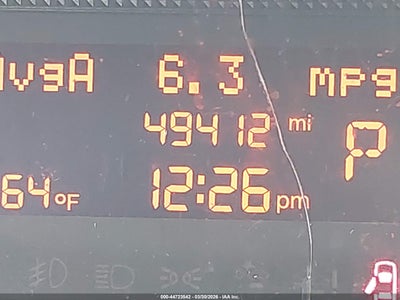 AvgA 6.3 mpg
49412 mi
P
64°F 12:26 pm
000-44723542 - 03/30/2026 - IAA Inc.